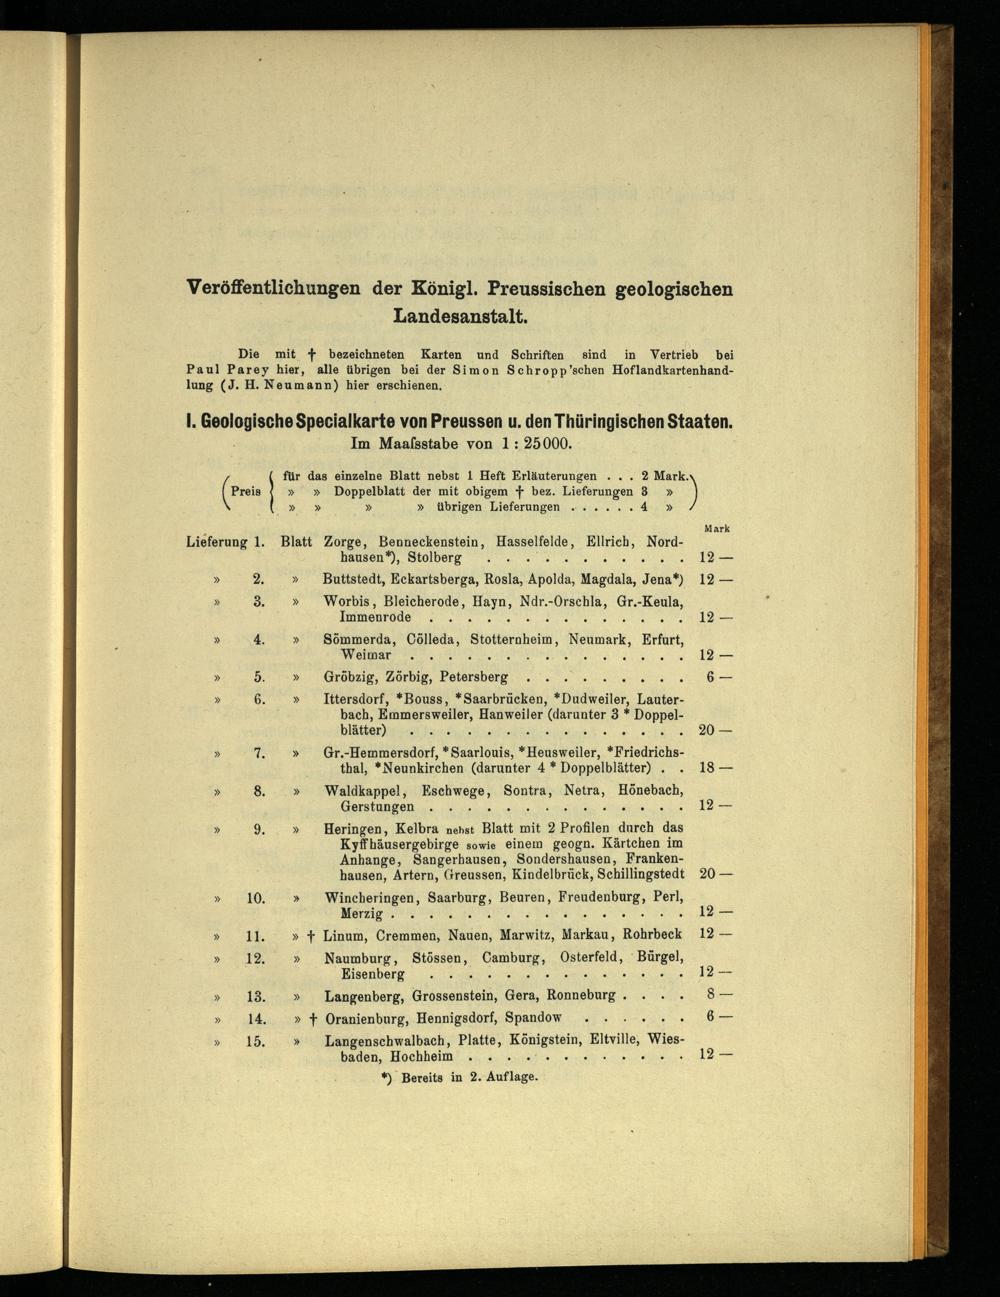 Veröffentlichungen der Königl. Preussischen geologischen
Landesanstalt.
Die mit † bezeichneten Karten und Schriften sind in Vertrieb bei
Paul Parey hier, alle übrigen bei der Simon Schropp'schen Hoflandkartenhand-
lung (J. H. Neumann) hier erschienen.
I. Geologische Specialkarte von Preussen u. den Thüringischen Staaten.
Im Maaſsstabe von 1 : 25000.
für das einzelne Blatt nebst 1 Heft Erläuterungen . . . 2 Mark.
(Preis { » » Doppelblatt der mit obigem † bez. Lieferungen 3 » )
» » » » übrigen Lieferungen . . . . . . 4 »
Mark
Lieferung 1. Blatt Zorge, Benneckenstein, Hasselfelde, Ellrich, Nord-
hausen*), Stolberg . . . . . . . . . . . 12 —
» 2. » Buttstedt, Eckartsberga, Rosla, Apolda, Magdala, Jena*) 12 —
» 3. » Worbis, Bleicherode, Hayn, Ndr.-Orschla, Gr.-Keula,
Immenrode . . . . . . . . . . . . . . 12 —
» 4. » Sömmerda, Cölleda, Stotternheim, Neumark, Erfurt,
Weimar . . . . . . . . . . . . . . . 12 —
» 5. » Gröbzig, Zörbig, Petersberg . . . . . . . . . 6 —
» 6. » Ittersdorf, *Bouss, *Saarbrücken, *Dudweiler, Lauter-
bach, Emmersweiler, Hanweiler (darunter 3 * Doppel-
blätter) . . . . . . . . . . . . . . . 20 —
» 7. » Gr.-Hemmersdorf, *Saarlouis, *Heusweiler, *Friedrichs-
thal, *Neunkirchen (darunter 4 * Doppelblätter) . . 18 —
» 8. » Waldkappel, Eschwege, Sontra, Netra, Hönebach,
Gerstungen . . . . . . . . . . . . . . 12 —
» 9. » Heringen, Kelbra nebst Blatt mit 2 Profilen durch das
Kyffhäusergebirge sowie einem geogn. Kärtchen im
Anhange, Sangerhausen, Sondershausen, Franken-
hausen, Artern, Greussen, Kindelbrück, Schillingstedt 20 —
» 10. » Wincheringen, Saarburg, Beuren, Freudenburg, Perl,
Merzig . . . . . . . . . . . . . . . . 12 —
» 11. » † Linum, Cremmen, Nauen, Marwitz, Markau, Rohrbeck 12 —
» 12. » Naumburg, Stössen, Camburg, Osterfeld, Bürgel,
Eisenberg . . . . . . . . . . . . . . 12 —
» 13. » Langenberg, Grossenstein, Gera, Ronneburg . . . . 8 —
» 14. » † Oranienburg, Hennigsdorf, Spandow . . . . . . 6 —
» 15. » Langenschwalbach, Platte, Königstein, Eltville, Wies-
baden, Hochheim . . . . . . . . . . . . 12 —
*) Bereits in 2. Auflage.